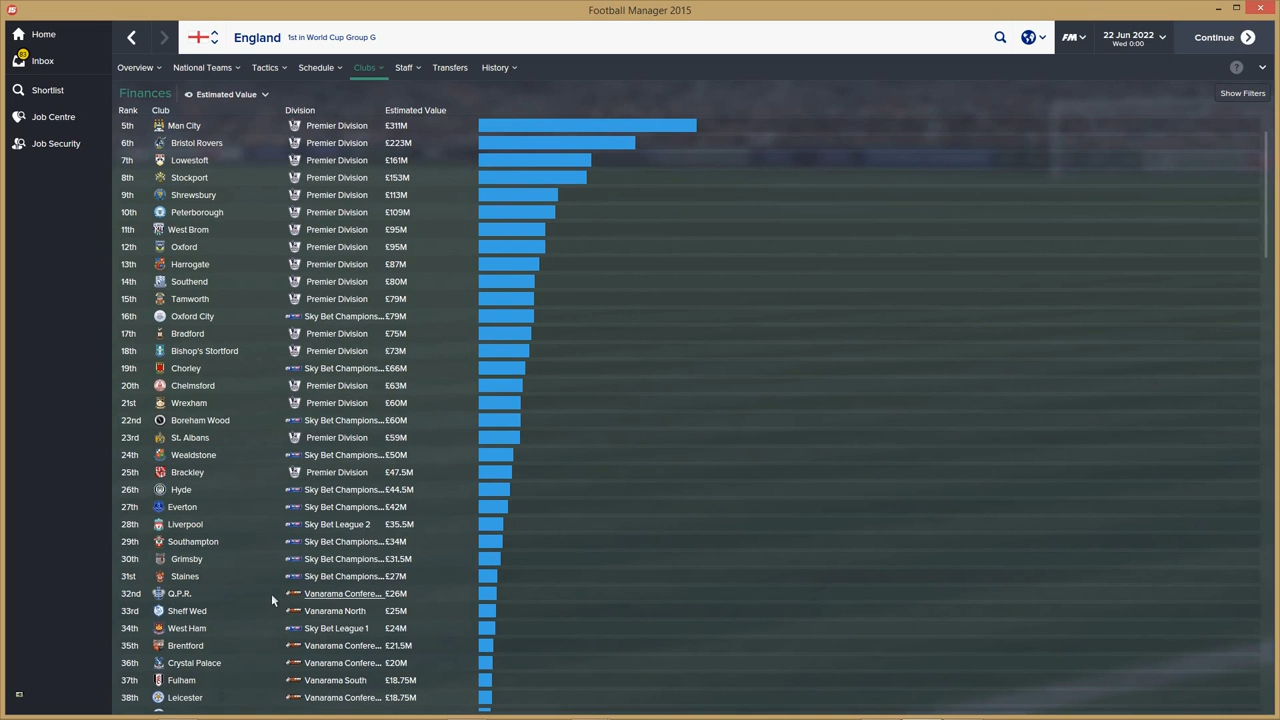 Football Manager 2015
Home
Inbox
83
Shortlist
Job Centre
Job Security
England
1st in World Cup Group G
FM
22 Jun 2022
Wed 0:00
Continue
Overview
National Teams
Tactics
Schedule
Clubs
Staff
Transfers
History
?
Finances
Estimated Value
Show Filters
Rank Club Division Estimated Value
5th Man City Premier Division £311M
6th Bristol Rovers Premier Division £223M
7th Lowestoft Premier Division £161M
8th Stockport Premier Division £153M
9th Shrewsbury Premier Division £113M
10th Peterborough Premier Division £109M
11th West Brom Premier Division £95M
12th Oxford Premier Division £95M
13th Harrogate Premier Division £87M
14th Southend Premier Division £80M
15th Tamworth Premier Division £79M
16th Oxford City Sky Bet Champions... £79M
17th Bradford Premier Division £75M
18th Bishop's Stortford Premier Division £73M
19th Chorley Sky Bet Champions... £66M
20th Chelmsford Premier Division £63M
21st Wrexham Premier Division £60M
22nd Boreham Wood Sky Bet Champions... £60M
23rd St. Albans Premier Division £59M
24th Wealdstone Sky Bet Champions... £50M
25th Brackley Premier Division £47.5M
26th Hyde Sky Bet Champions... £44.5M
27th Everton Sky Bet Champions... £42M
28th Liverpool Sky Bet League 2 £35.5M
29th Southampton Sky Bet Champions... £34M
30th Grimsby Sky Bet Champions... £31.5M
31st Staines Sky Bet Champions... £27M
32nd Q.P.R. Vanarama Confere... £26M
33rd Sheff Wed Vanarama North £25M
34th West Ham Sky Bet League 1 £24M
35th Brentford Vanarama Confere... £21.5M
36th Crystal Palace Vanarama Confere... £20M
37th Fulham Vanarama South £18.75M
38th Leicester Vanarama Confere... £18.75M